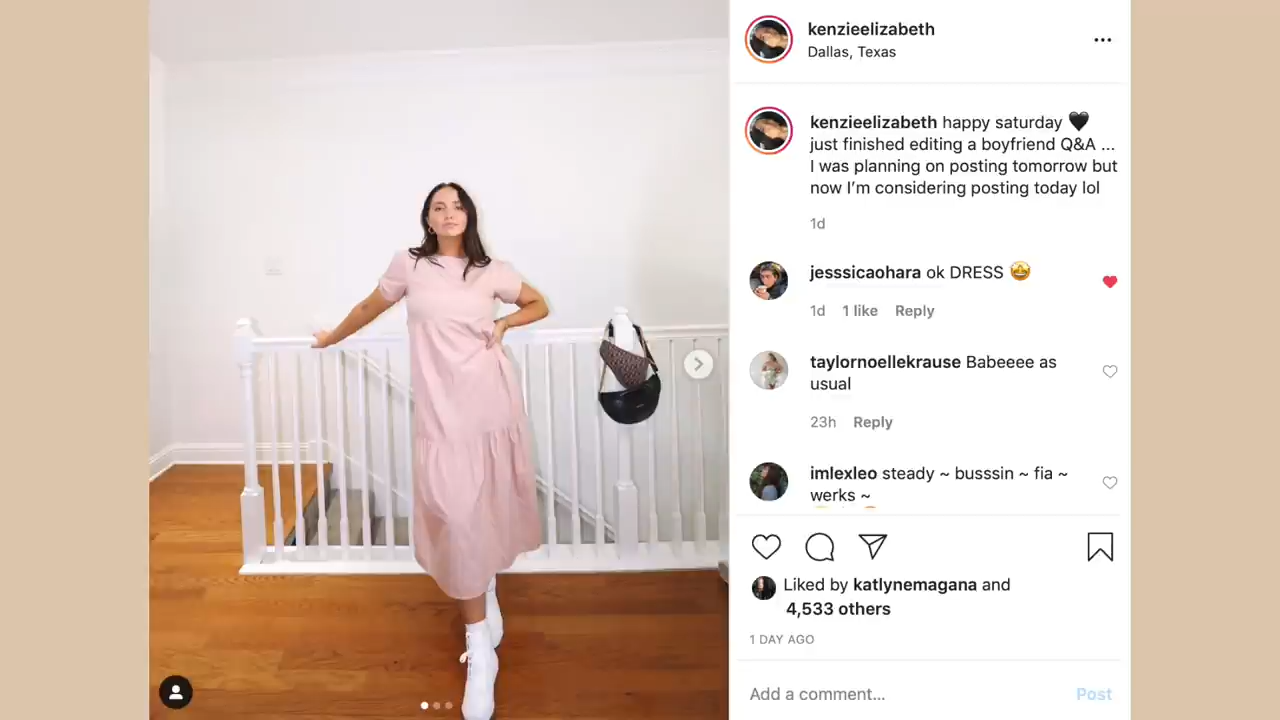 kenzieelizabeth
Dallas, Texas
kenzieelizabeth happy saturday 🖤
just finished editing a boyfriend Q&A ...
I was planning on posting tomorrow but
now I’m considering posting today lol
1d
jesssicaohara ok DRESS 🤩
1d 1 like Reply
taylornoellekrause Babeeee as
usual
23h Reply
imlexleo steady ~ busssin ~ fia ~
werks ~
Liked by katlynemagana and
4,533 others
1 DAY AGO
Add a comment... Post